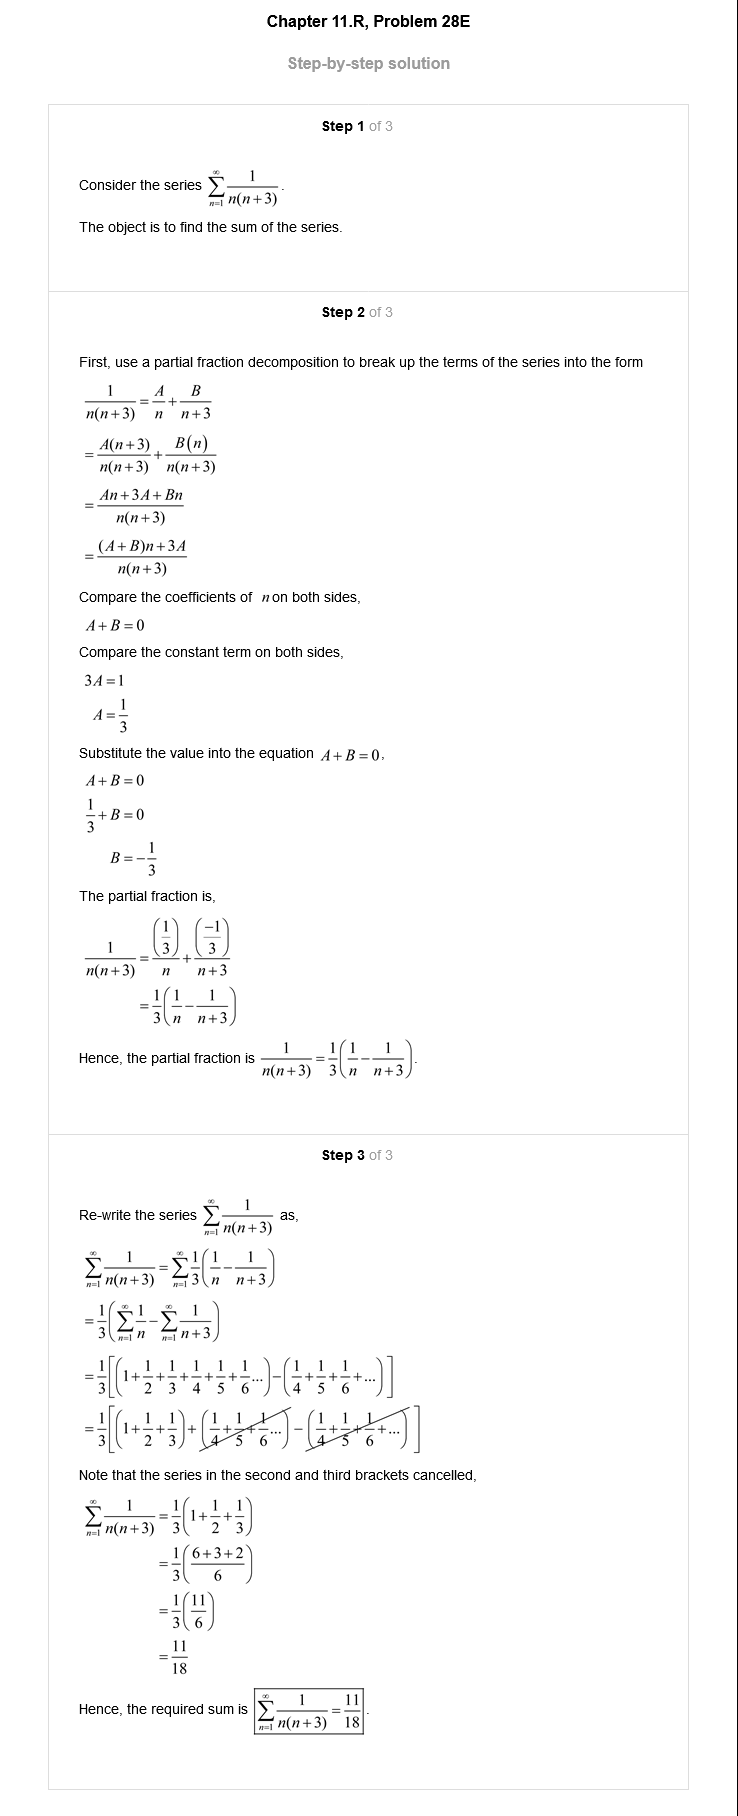 Chapter 11.R, Problem 28E
Step-by-step solution
Step 1 of 3
Consider the series $\sum_{n=1}^{\infty} \frac{1}{n(n+3)}$.
The object is to find the sum of the series.
Step 2 of 3
First, use a partial fraction decomposition to break up the terms of the series into the form
$\frac{1}{n(n+3)} = \frac{A}{n} + \frac{B}{n+3}$
$= \frac{A(n+3)}{n(n+3)} + \frac{B(n)}{n(n+3)}$
$= \frac{An+3A+Bn}{n(n+3)}$
$= \frac{(A+B)n+3A}{n(n+3)}$
Compare the coefficients of $n$ on both sides,
$A+B=0$
Compare the constant term on both sides,
$3A=1$
$A=\frac{1}{3}$
Substitute the value into the equation $A+B=0$,
$A+B=0$
$\frac{1}{3}+B=0$
$B=-\frac{1}{3}$
The partial fraction is,
$\frac{1}{n(n+3)} = \frac{\left(\frac{1}{3}\right)}{n} + \frac{\left(\frac{-1}{3}\right)}{n+3}$
$= \frac{1}{3}\left(\frac{1}{n} - \frac{1}{n+3}\right)$
Hence, the partial fraction is $\frac{1}{n(n+3)} = \frac{1}{3}\left(\frac{1}{n} - \frac{1}{n+3}\right)$.
Step 3 of 3
Re-write the series $\sum_{n=1}^{\infty} \frac{1}{n(n+3)}$ as,
$\sum_{n=1}^{\infty} \frac{1}{n(n+3)} = \sum_{n=1}^{\infty} \frac{1}{3}\left(\frac{1}{n} - \frac{1}{n+3}\right)$
$= \frac{1}{3}\left(\sum_{n=1}^{\infty} \frac{1}{n} - \sum_{n=1}^{\infty} \frac{1}{n+3}\right)$
$= \frac{1}{3}\left[\left(1+\frac{1}{2}+\frac{1}{3}+\frac{1}{4}+\frac{1}{5}+\frac{1}{6}...\right) - \left(\frac{1}{4}+\frac{1}{5}+\frac{1}{6}+...\right)\right]$
$= \frac{1}{3}\left[\left(1+\frac{1}{2}+\frac{1}{3}\right) + \left(\frac{1}{4}+\frac{1}{5}+\frac{1}{6}...\right) - \left(\frac{1}{4}+\frac{1}{5}+\frac{1}{6}+...\right)\right]$
Note that the series in the second and third brackets cancelled,
$\sum_{n=1}^{\infty} \frac{1}{n(n+3)} = \frac{1}{3}\left(1+\frac{1}{2}+\frac{1}{3}\right)$
$= \frac{1}{3}\left(\frac{6+3+2}{6}\right)$
$= \frac{1}{3}\left(\frac{11}{6}\right)$
$= \frac{11}{18}$
Hence, the required sum is $\sum_{n=1}^{\infty} \frac{1}{n(n+3)} = \frac{11}{18}$.